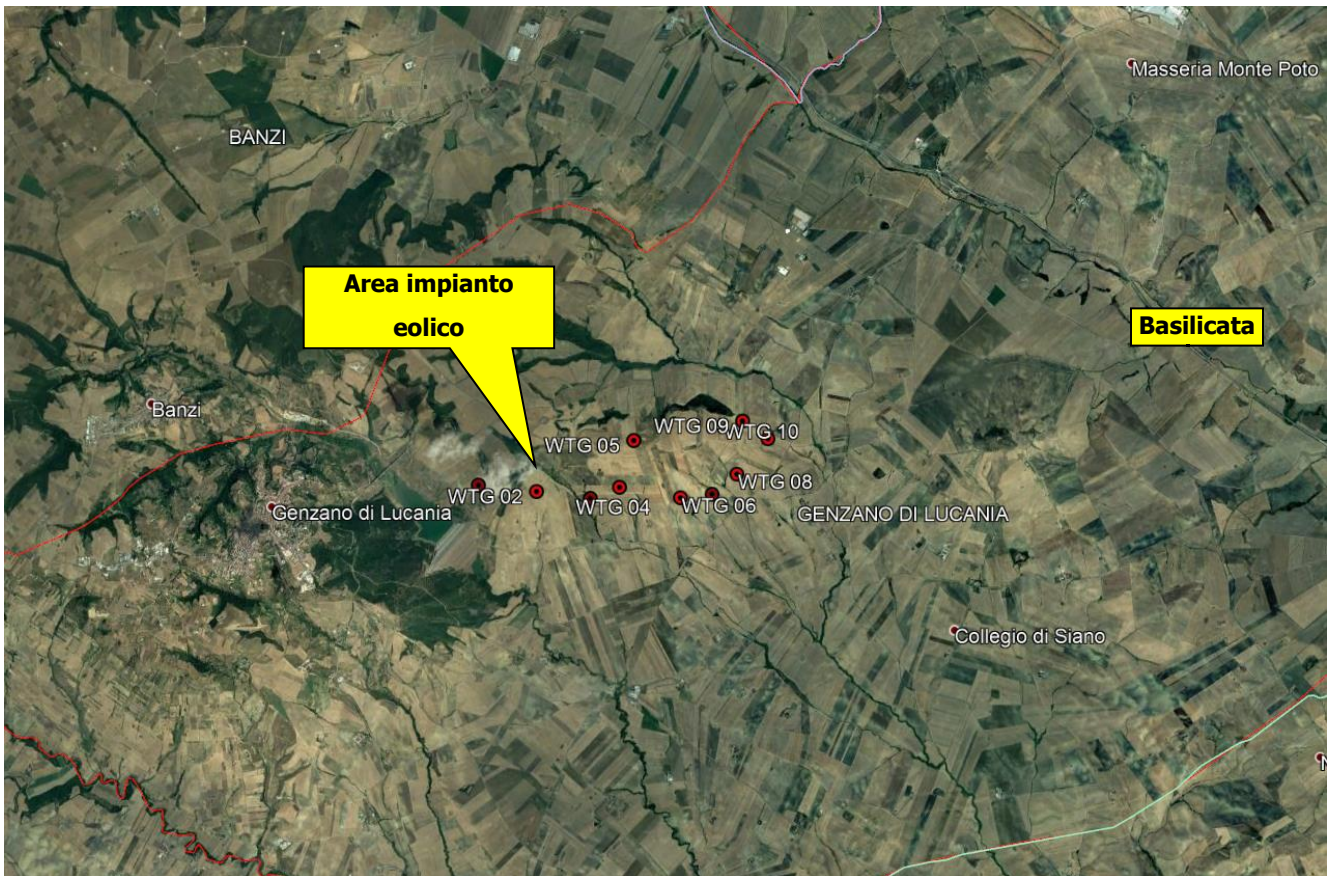 Masseria Monte Poto
BANZI
Area impianto
eolico
Basilicata
Banzi
WTG 09
WTG 10
WTG 05
WTG 08
WTG 02
WTG 04
WTG 06
Genzano di Lucania
GENZANO DI LUCANIA
Collegio di Siano